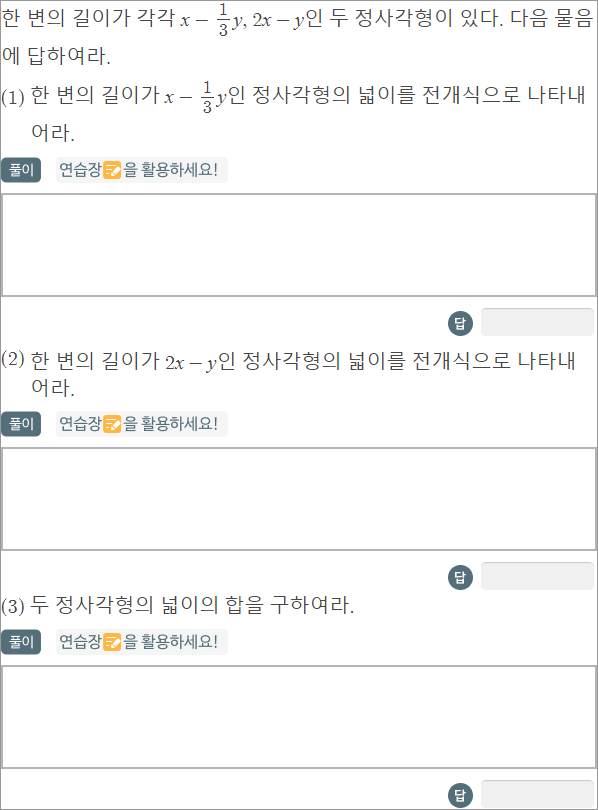 한 변의 길이가 각각 x − 1/3 y, 2x − y인 두 정사각형이 있다. 다음 물음
에 답하여라.
(1) 한 변의 길이가 x − 1/3 y인 정사각형의 넓이를 전개식으로 나타내
어라.
풀이 연습장을 활용하세요!
답
(2) 한 변의 길이가 2x − y인 정사각형의 넓이를 전개식으로 나타내
어라.
풀이 연습장을 활용하세요!
답
(3) 두 정사각형의 넓이의 합을 구하여라.
풀이 연습장을 활용하세요!
답